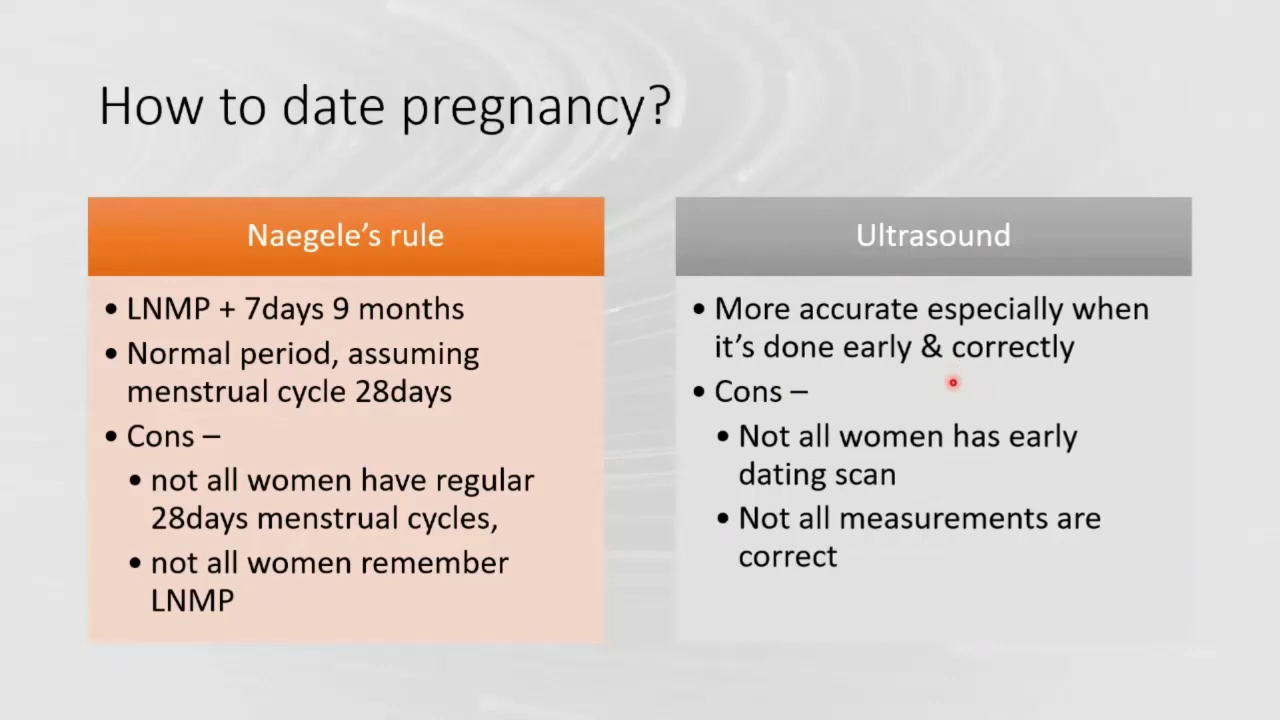 How to date pregnancy?
Naegele’s rule
• LNMP + 7days 9 months
• Normal period, assuming
menstrual cycle 28days
• Cons –
• not all women have regular
28days menstrual cycles,
• not all women remember
LNMP
Ultrasound
• More accurate especially when
it’s done early & correctly
• Cons –
• Not all women has early
dating scan
• Not all measurements are
correct